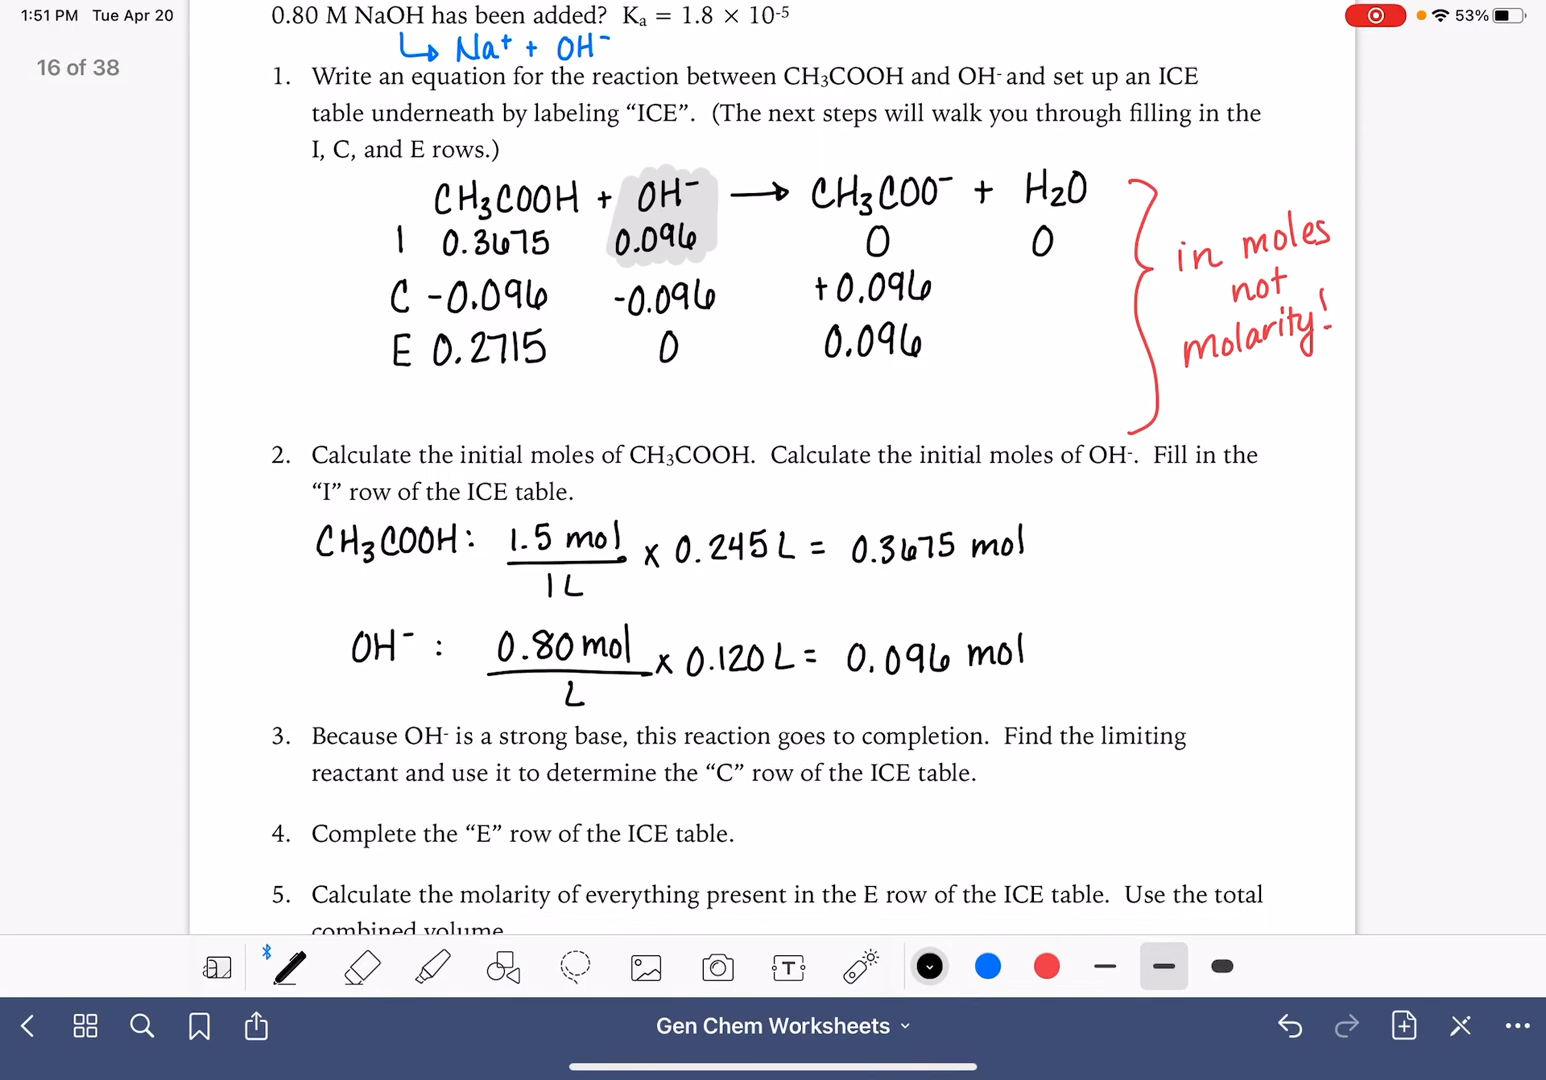 1:51 PM Tue Apr 20
53%
16 of 38
0.80 M NaOH has been added? Ka = 1.8 × 10-5
↳ Na+ + OH-
1. Write an equation for the reaction between CH3COOH and OH- and set up an ICE
table underneath by labeling “ICE”. (The next steps will walk you through filling in the
I, C, and E rows.)
CH3COOH + OH- → CH3COO- + H2O
I 0.3675 0.096 0 0
C -0.096 -0.096 +0.096
E 0.2715 0 0.096
in moles
not
molarity!
2. Calculate the initial moles of CH3COOH. Calculate the initial moles of OH-. Fill in the
“I” row of the ICE table.
CH3COOH: 1.5 mol / 1 L x 0.245 L = 0.3675 mol
OH- : 0.80 mol / L x 0.120 L = 0.096 mol
3. Because OH- is a strong base, this reaction goes to completion. Find the limiting
reactant and use it to determine the “C” row of the ICE table.
4. Complete the “E” row of the ICE table.
5. Calculate the molarity of everything present in the E row of the ICE table. Use the total
combined volume
Gen Chem Worksheets